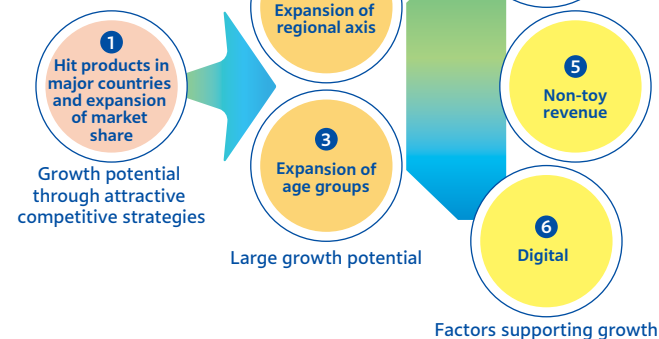 1
Hit products in
major countries
and expansion
of market
share
Growth potential
through attractive
competitive strategies
Expansion of
regional axis
3
Expansion of
age groups
Large growth potential
5
Non-toy
revenue
6
Digital
Factors supporting growth